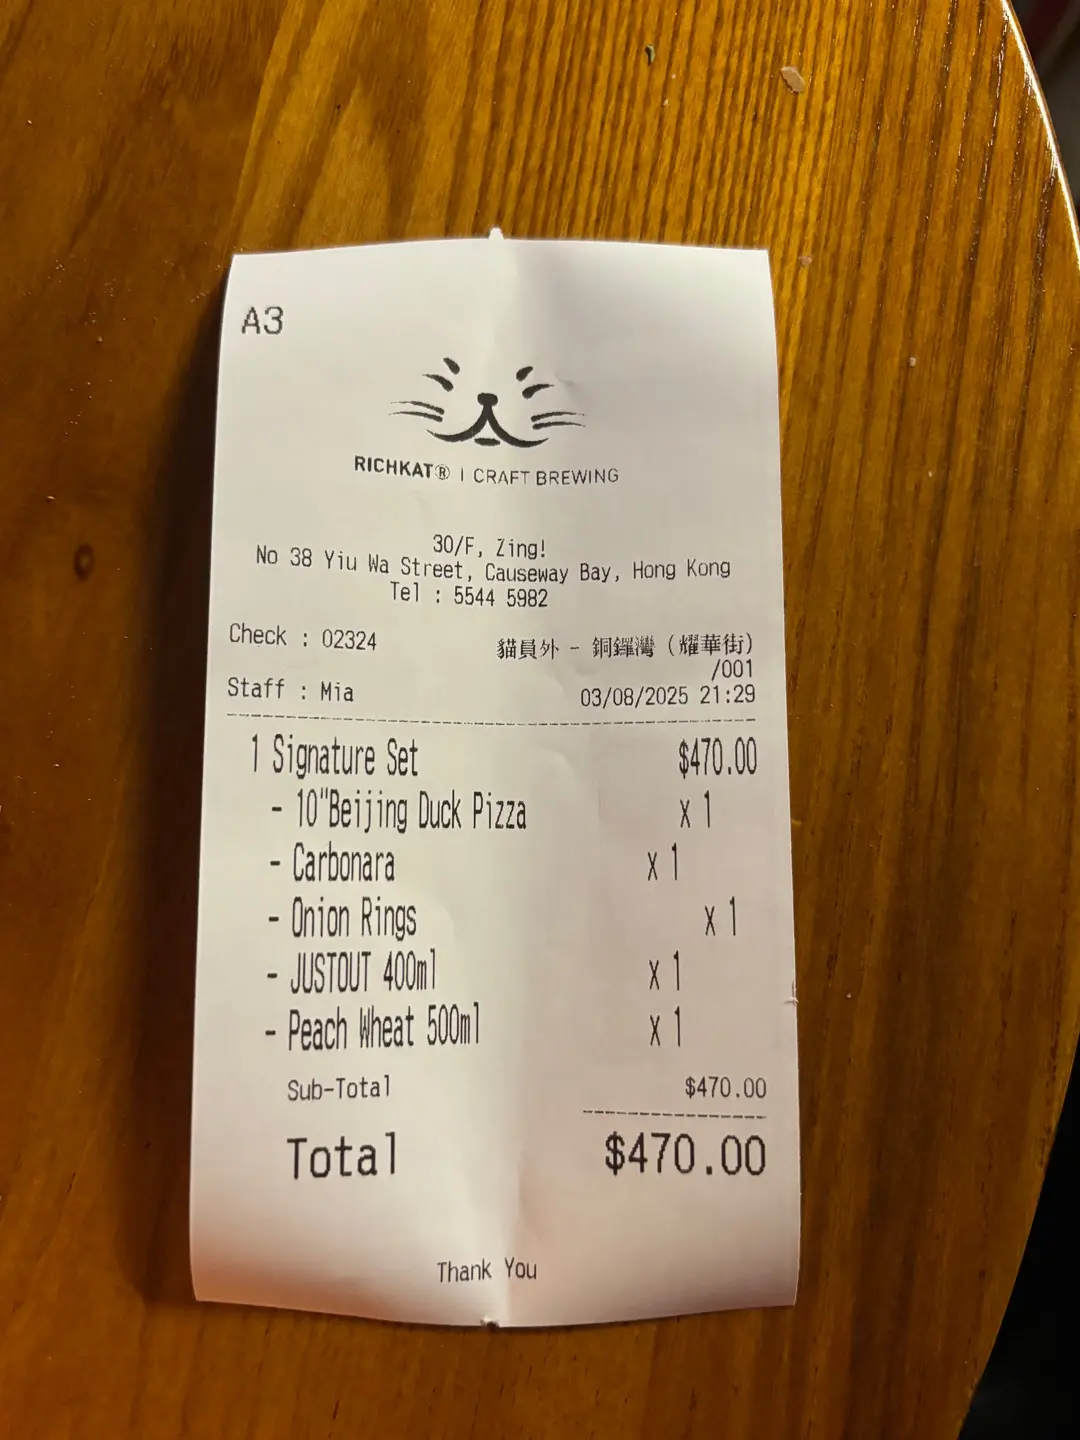 A3
RICHKAT® | CRAFT BREWING
30/F, Zing!
No 38 Yiu Wa Street, Causeway Bay, Hong Kong
Tel : 5544 5982
Check : 02324 貓員外 - 銅鑼灣 (耀華街)
/001
Staff : Mia 03/08/2025 21:29
1 Signature Set $470.00
- 10"Beijing Duck Pizza x 1
- Carbonara x 1
- Onion Rings x 1
- JUSTOUT 400ml x 1
- Peach Wheat 500ml x 1
Sub-Total $470.00
Total $470.00
Thank You